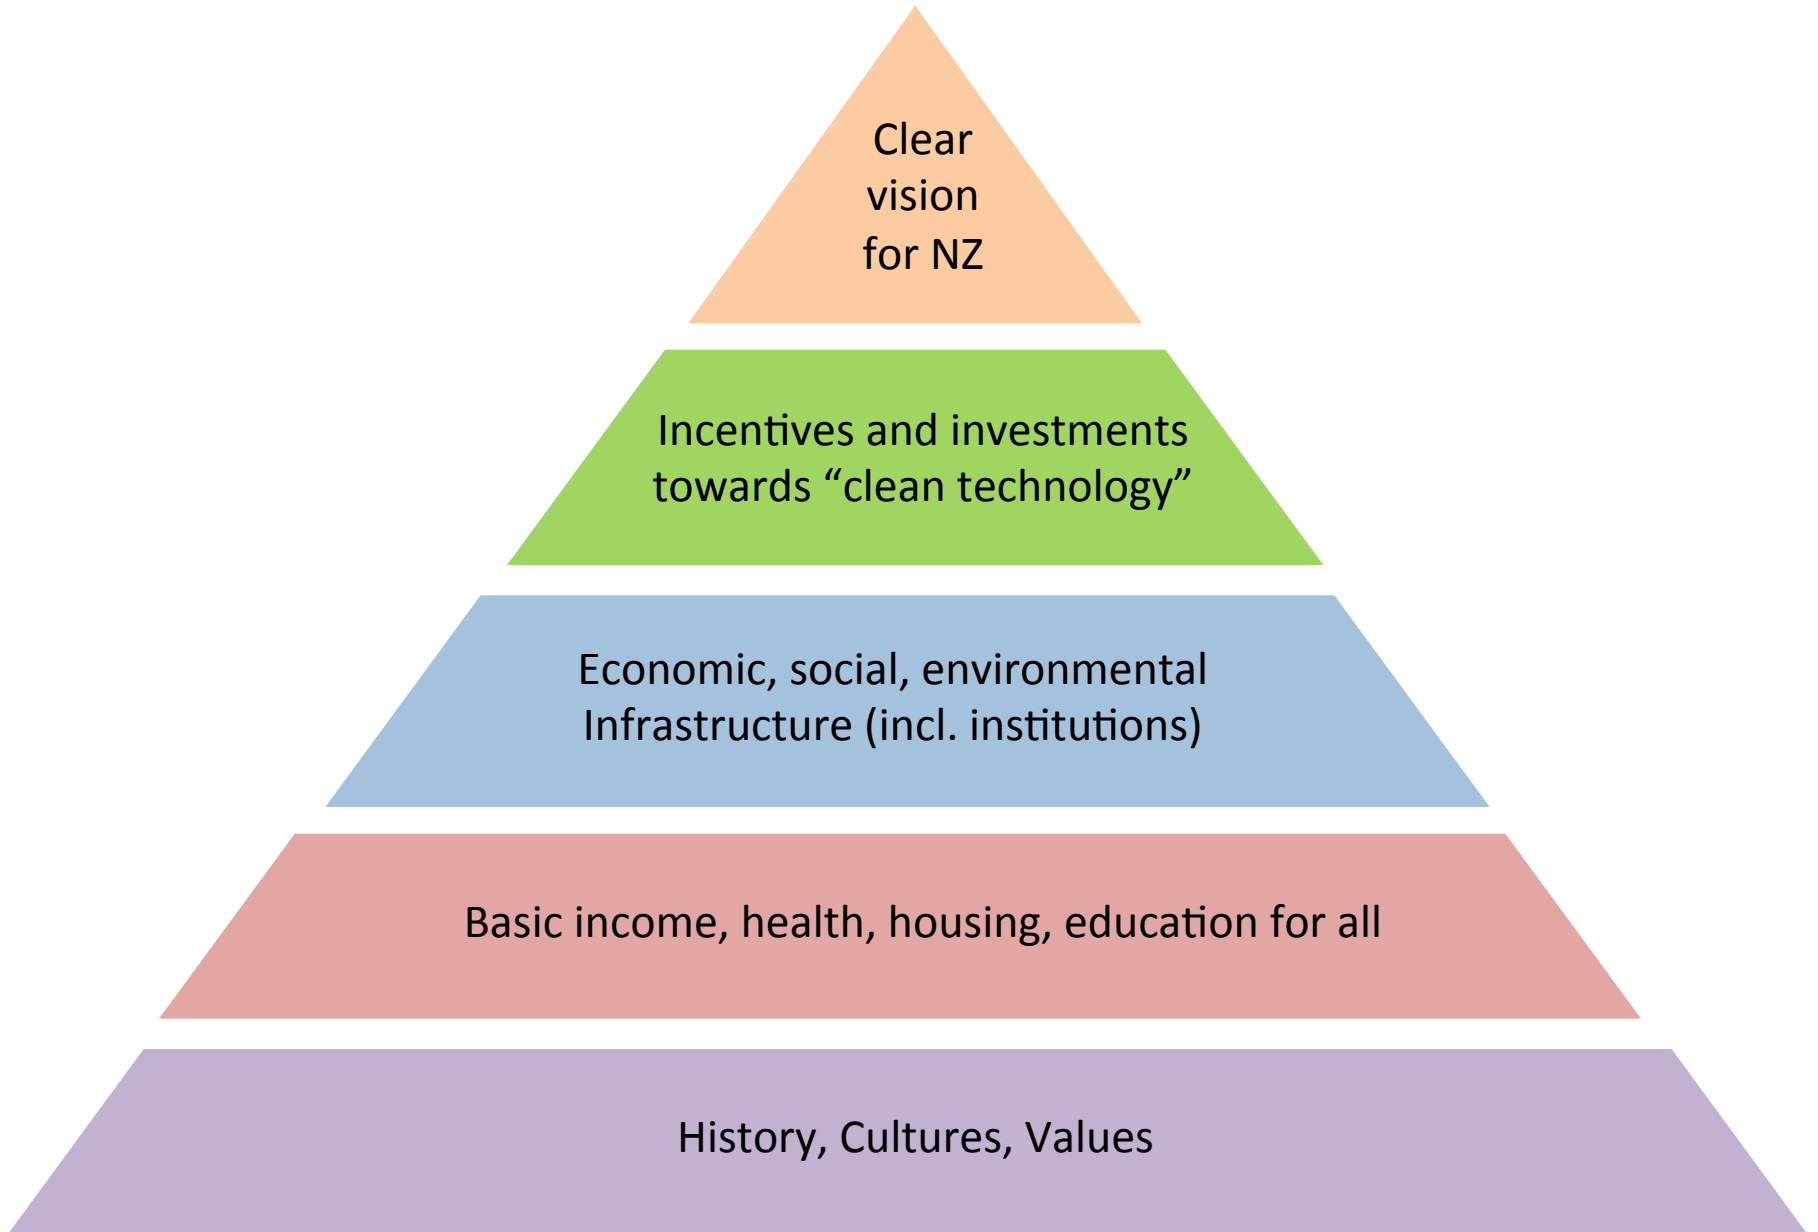 Clear
vision
for NZ
Incentives and investments
towards “clean technology”
Economic, social, environmental
Infrastructure (incl. institutions)
Basic income, health, housing, education for all
History, Cultures, Values